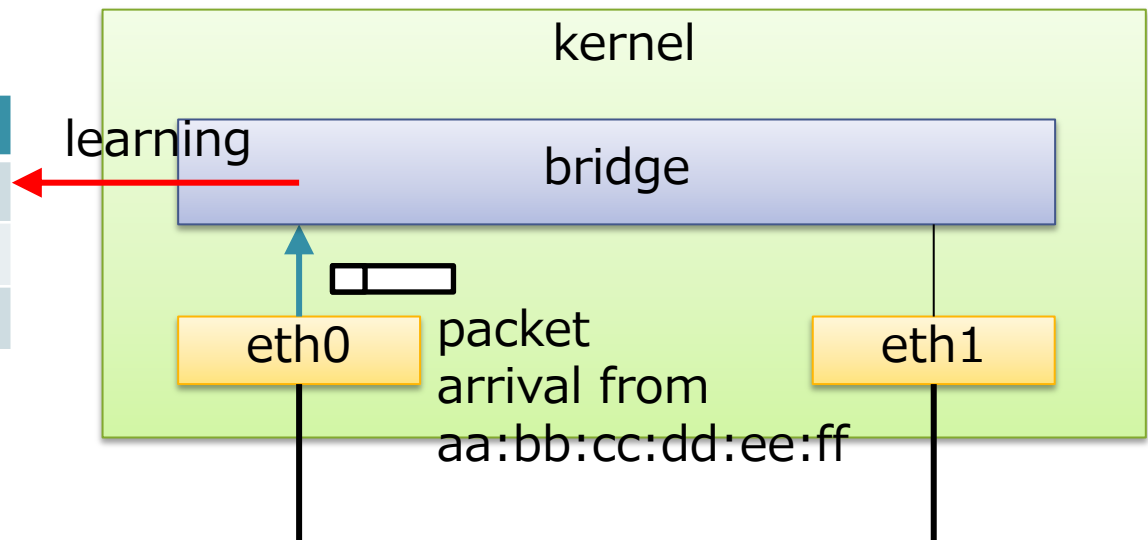 kernel
learning
bridge
eth0
packet
arrival from
aa:bb:cc:dd:ee:ff
eth1